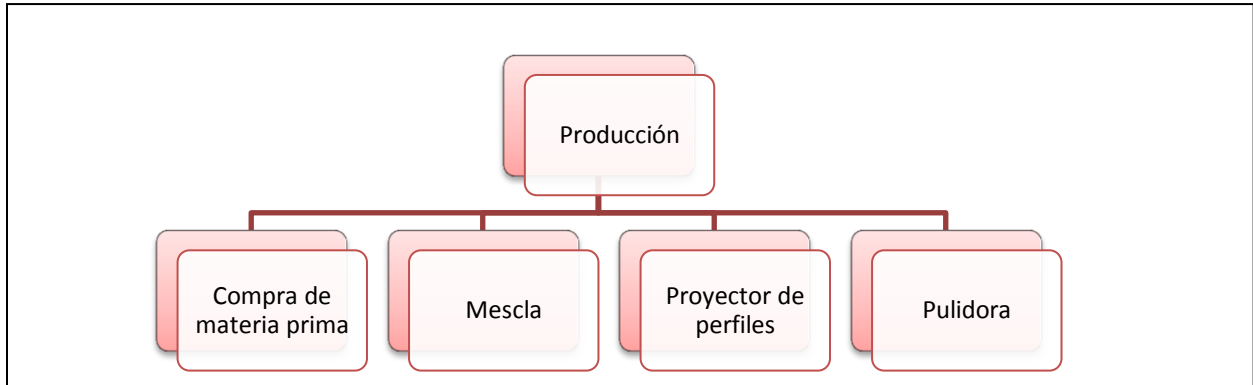 Producción
Compra de
materia prima
Mescla
Proyector de
perfiles
Pulidora